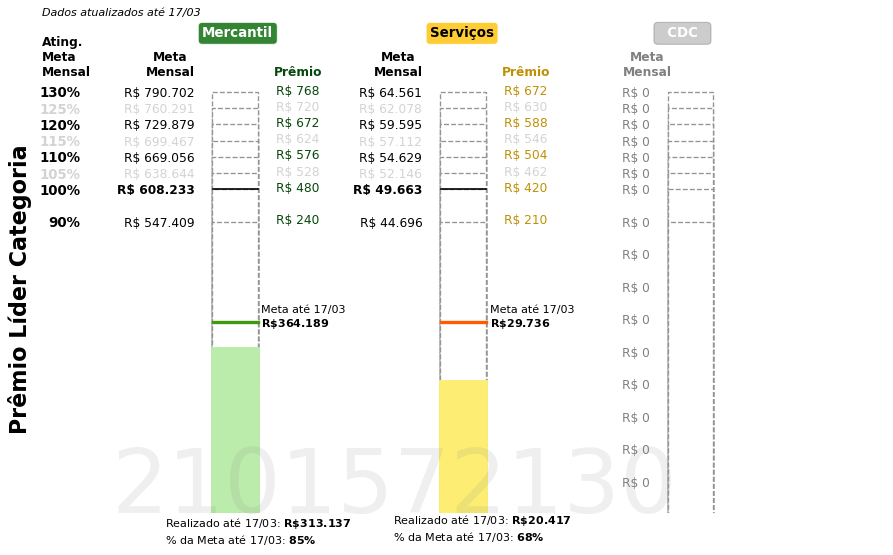 Dados atualizados até 17/03
Mercantil Serviços CDC
Ating. Meta Mensal Meta Mensal Prêmio Meta Mensal Prêmio Meta Mensal
130% R$ 790.702 R$ 768 R$ 64.561 R$ 672 R$ 0
125% R$ 760.291 R$ 720 R$ 62.078 R$ 630 R$ 0
120% R$ 729.879 R$ 672 R$ 59.595 R$ 588 R$ 0
115% R$ 699.467 R$ 624 R$ 57.112 R$ 546 R$ 0
110% R$ 669.056 R$ 576 R$ 54.629 R$ 504 R$ 0
105% R$ 638.644 R$ 528 R$ 52.146 R$ 462 R$ 0
100% R$ 608.233 R$ 480 R$ 49.663 R$ 420 R$ 0
90% R$ 547.409 R$ 240 R$ 44.696 R$ 210 R$ 0
R$ 0
R$ 0
Meta até 17/03 Meta até 17/03
R$364.189 R$29.736 R$ 0
R$ 0
R$ 0
R$ 0
R$ 0
R$ 0
Prêmio Líder Categoria
2101572130
Realizado até 17/03: R$313.137 Realizado até 17/03: R$20.417
% da Meta até 17/03: 85% % da Meta até 17/03: 68%